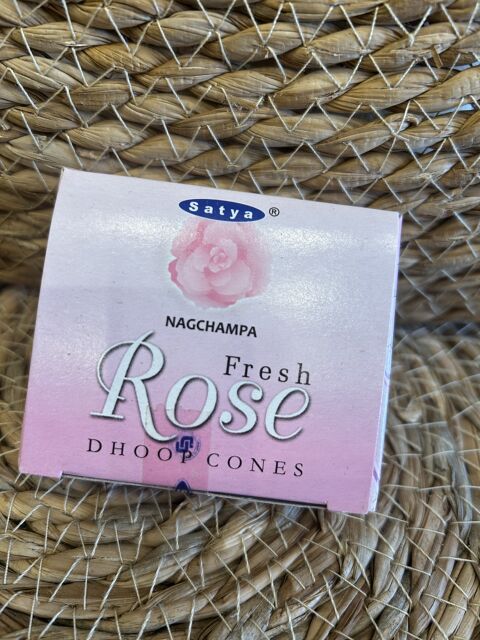 Satya ®
NAGCHAMPA
Fresh
Rose
DHOOP CONES